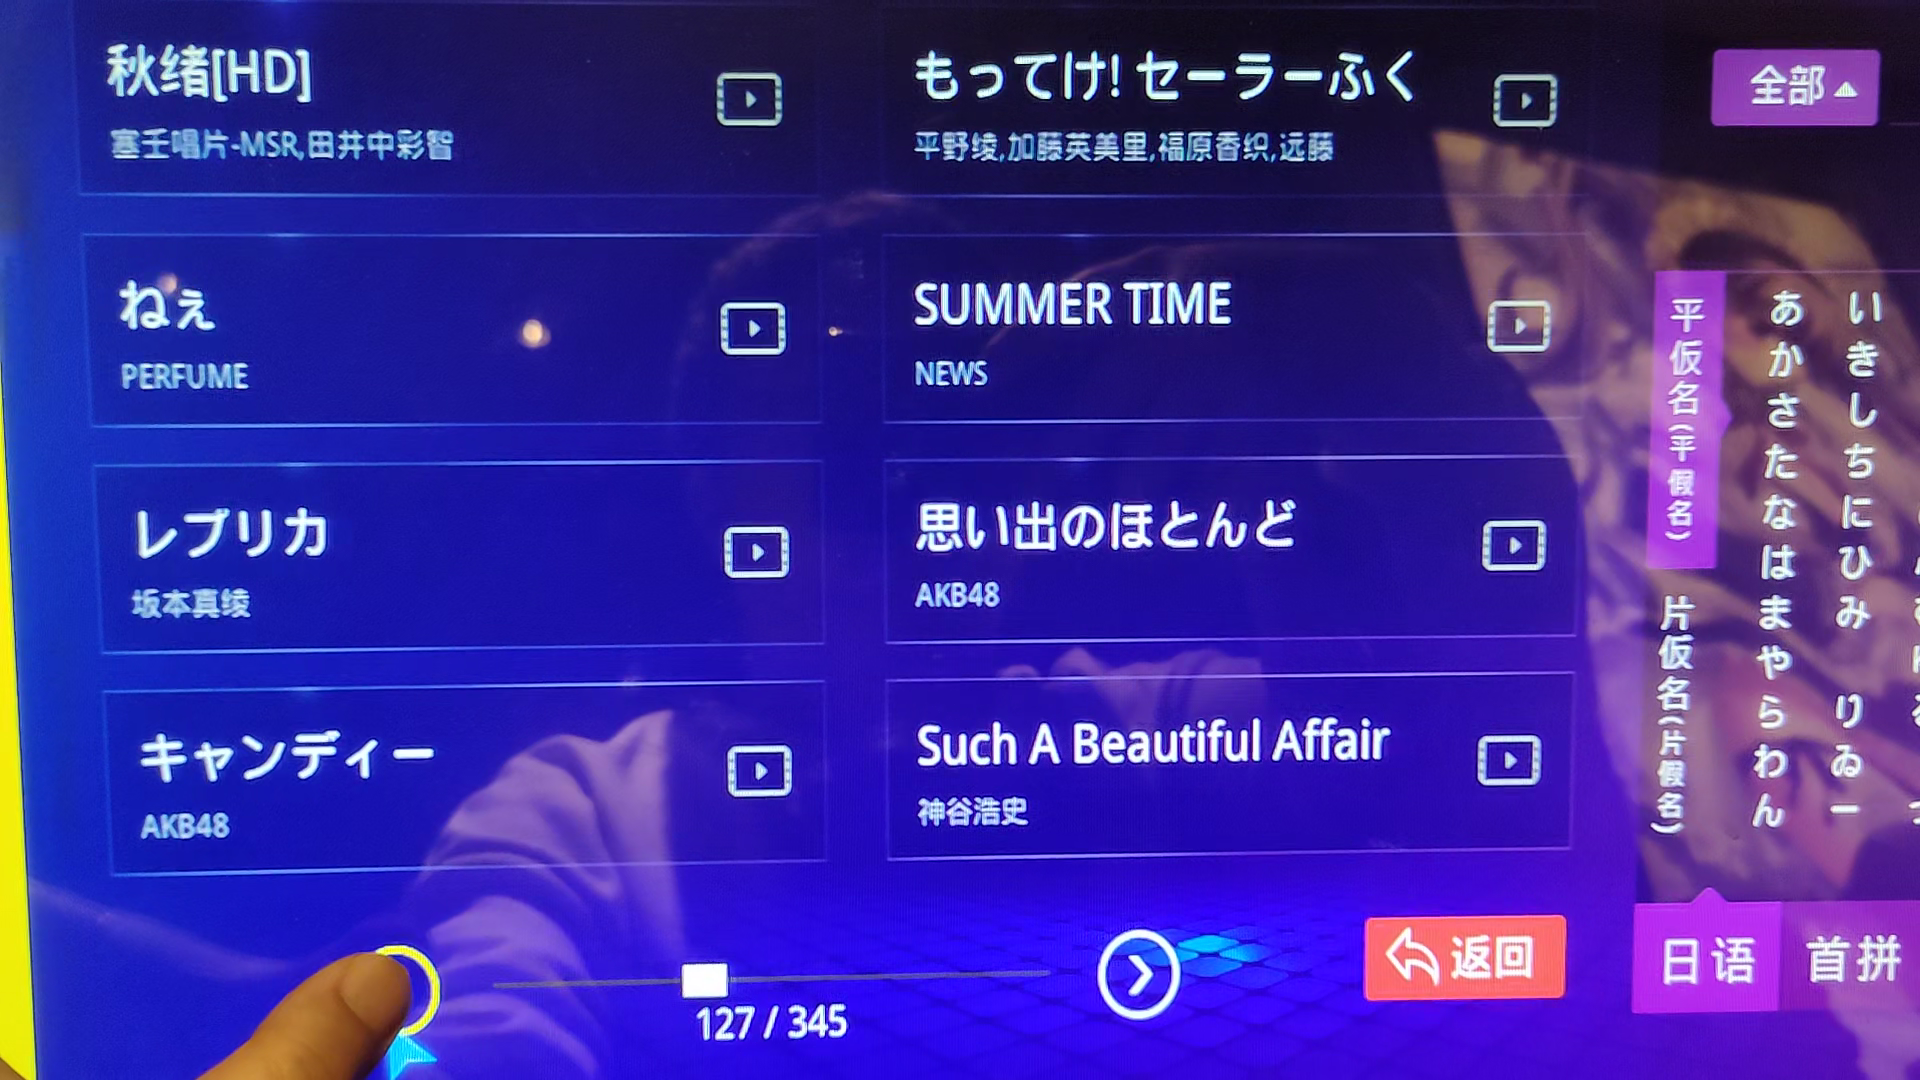 秋绪[HD]
塞壬唱片-MSR,田井中彩智
もってけ! セーラーふく
平野绫,加藤英美里,福原香织,远藤
全部
ねぇ
PERFUME
SUMMER TIME
NEWS
レプリカ
坂本真绫
思い出のほとんど
AKB48
キャンディー
AKB48
Such A Beautiful Affair
神谷浩史
平仮名(平假名)
片仮名(片假名)
あかさたなはまやらわん
いきしちにひみ りゐー
127 / 345
返回
日语
首拼